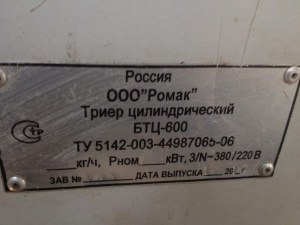 Россия
ООО"Ромак"
Триер цилиндрический
БТЦ-600
ТУ 5142-003-44987065-06
кг/ч, Рном кВт, 3/N~380/220 В
ЗАВ № ДАТА ВЫПУСКА 20 г